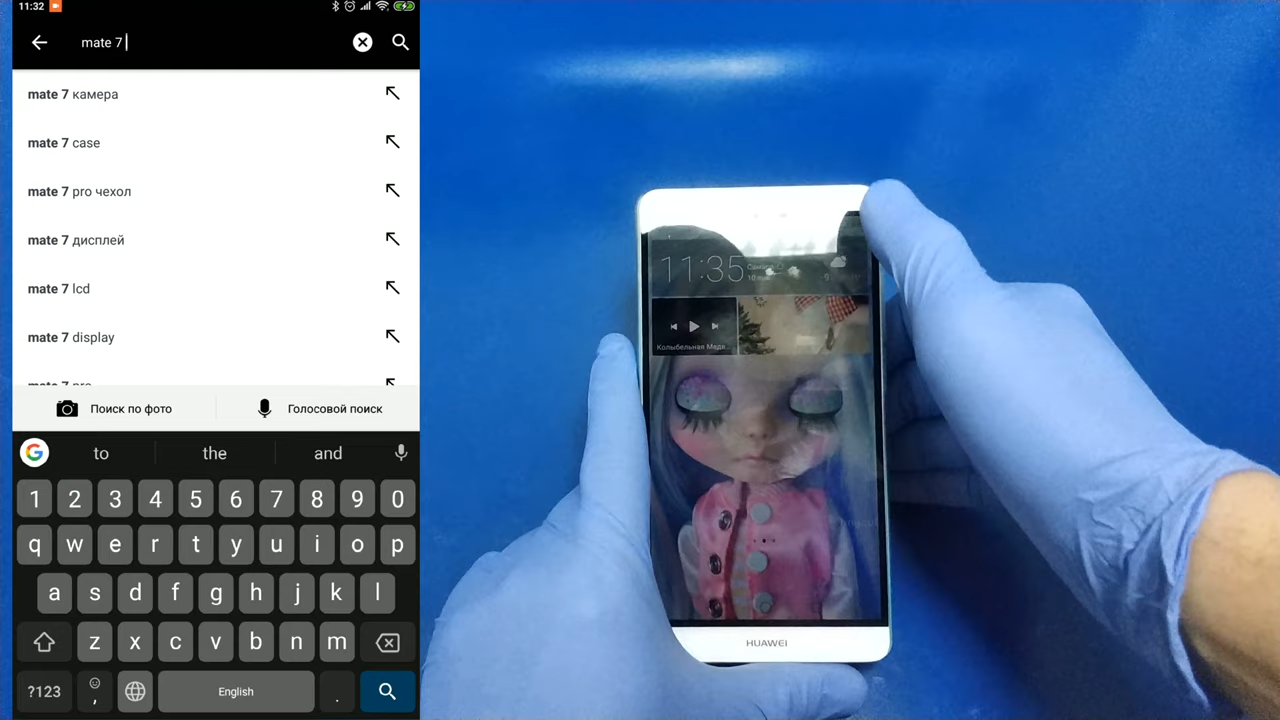 11:32
mate 7
mate 7 камера
mate 7 case
mate 7 pro чехол
mate 7 дисплей
mate 7 lcd
mate 7 display
mate 7 pro
Поиск по фото
Голосовой поиск
to the and
1 2 3 4 5 6 7 8 9 0
q w e r t y u i o p
a s d f g h j k l
z x c v b n m
?123 , English .
11:35
Колыбельная Медв...
HUAWEI